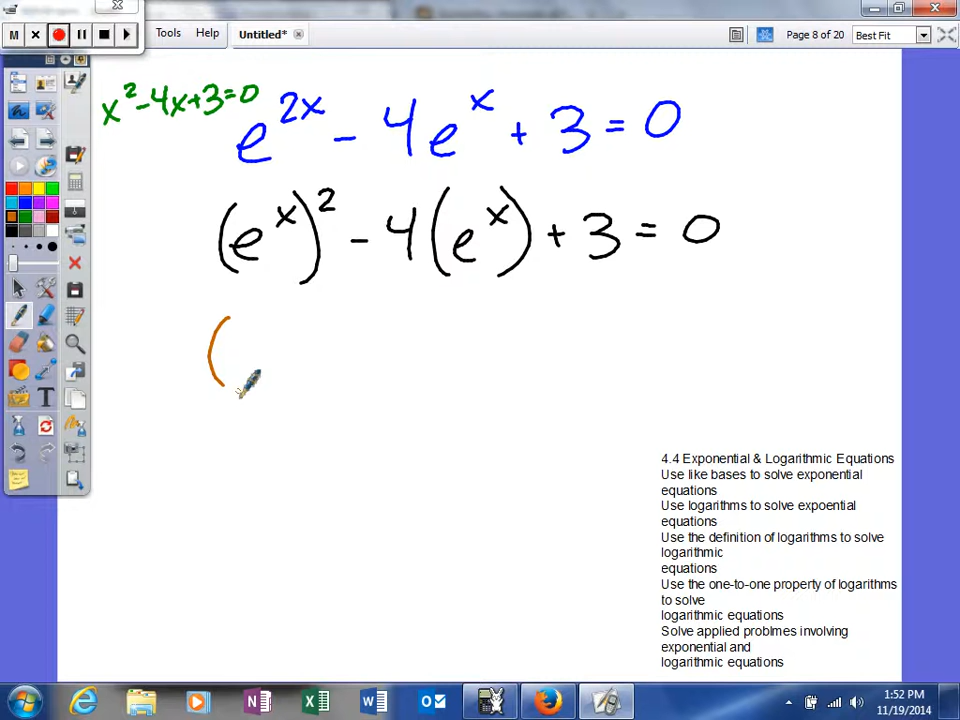 M
Tools Help Untitled* Page 8 of 20 Best Fit
x²-4x+3=0
e^{2x} - 4e^x + 3 = 0
(e^x)² - 4(e^x) + 3 = 0
(
4.4 Exponential & Logarithmic Equations
Use like bases to solve exponential
equations
Use logarithms to solve expoential
equations
Use the definition of logarithms to solve
logarithmic
equations
Use the one-to-one property of logarithms
to solve
logarithmic equations
Solve applied problmes involving
exponential and
logarithmic equations
1:52 PM
11/19/2014